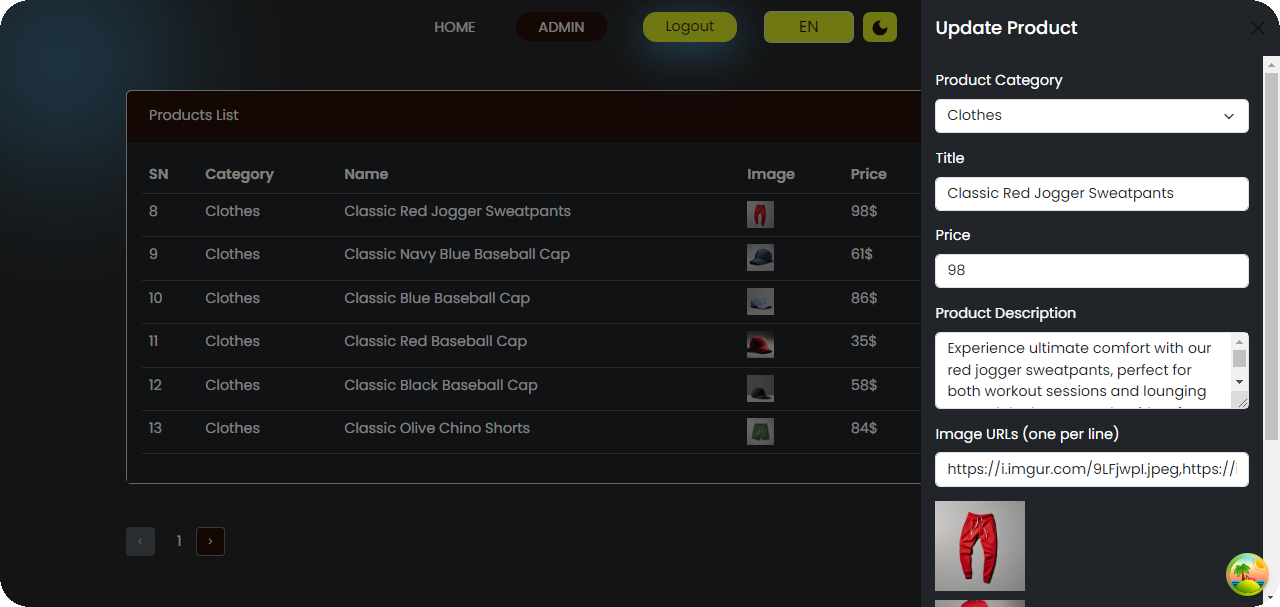 HOME ADMIN Logout EN
Products List
SN Category Name Image Price
8 Clothes Classic Red Jogger Sweatpants 98$
9 Clothes Classic Navy Blue Baseball Cap 61$
10 Clothes Classic Blue Baseball Cap 86$
11 Clothes Classic Red Baseball Cap 35$
12 Clothes Classic Black Baseball Cap 58$
13 Clothes Classic Olive Chino Shorts 84$
1
Update Product
Product Category
Clothes
Title
Classic Red Jogger Sweatpants
Price
98
Product Description
Experience ultimate comfort with our
red jogger sweatpants, perfect for
both workout sessions and lounging
Image URLs (one per line)
https://i.imgur.com/9LFjwpI.jpeg,https://